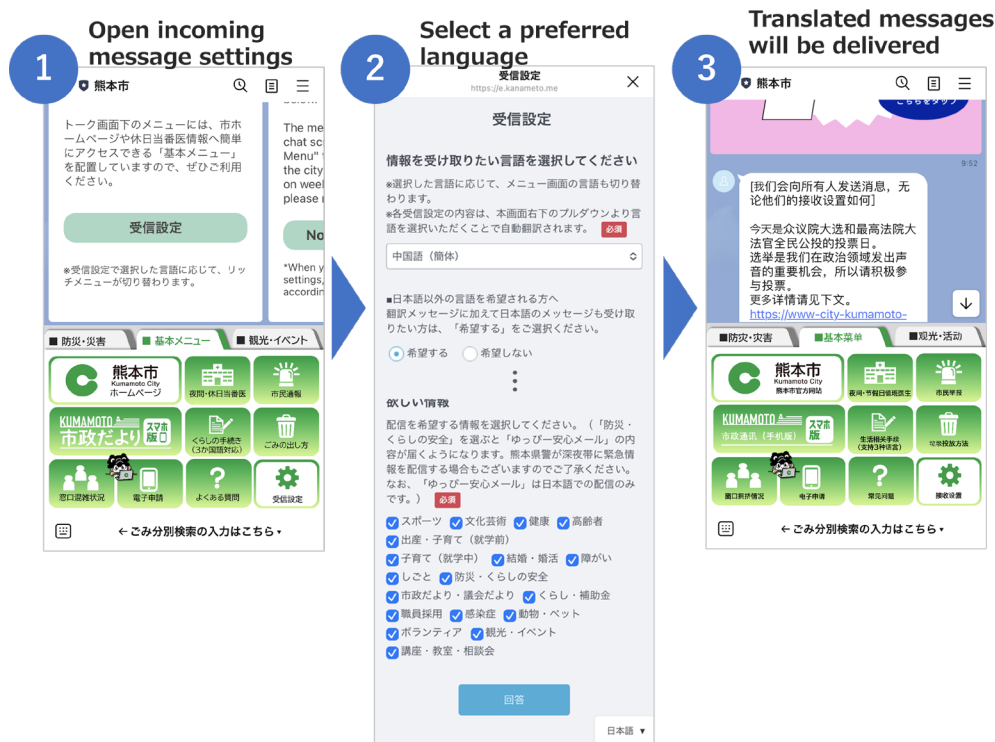 1
Open incoming
message settings
熊本市
トーク画面下のメニューには、市ホ
ームページや休日当番医情報へ簡単
にアクセスできる「基本メニュー」
を配置していますので、ぜひご利用
ください。
受信設定
※受信設定で選択した言語に応じて、リッ
チメニューが切り替わります。
below.
The me
chat scr
Menu"
the city
on week
please r
No
*When y
settings,
accordin
■防災・災害
■基本メニュー
■観光・イベント
熊本市
Kumamoto City
ホームページ
夜間・休日当番医
市民通報
KUMAMOTO
市政だより
スマホ版
くらしの手続き
(3か国語対応)
ごみの出し方
窓口混雑状況
電子申請
よくある質問
受信設定
←ごみ分別検索の入力はこちら▾
2
Select a preferred
language
受信設定
https://e.kanameto.me
受信設定
情報を受け取りたい言語を選択してください
※選択した言語に応じて、メニュー画面の言語も切り替
わります。
※各受信設定の内容は、本画面右下のプルダウンより言
語を選択いただくことで自動翻訳されます。 必須
中国語（簡体）
■日本語以外の言語を希望される方へ
翻訳メッセージに加えて日本語のメッセージも受け取
りたい方は、「希望する」をご選択ください。
希望する 希望しない
欲しい情報
配信を希望する情報を選択してください。（「防災・
くらしの安全」を選ぶと「ゆっぴー安心メール」の内
容が届くようになります。熊本県警が深夜帯に緊急情
報を配信する場合もございますのでご了承ください。
なお、「ゆっぴー安心メール」は日本語での配信のみ
です。） 必須
スポーツ 文化芸術 健康 高齢者
出産・子育て（就学前）
子育て（就学中） 結婚・婚活 障がい
しごと 防災・くらしの安全
市政だより・議会だより くらし・補助金
職員採用 感染症 動物・ペット
ボランティア 観光・イベント
講座・教室・相談会
回答
日本語 ▼
3
Translated messages
will be delivered
熊本市
こちらをタップ
9:52
[我们会向所有人发送消息，无
论他们的接收设置如何]
今天是众议院大选和最高法院大
法官全民公投的投票日。
选举是我们在政治领域发出声
音的重要机会，所以请积极参
与投票。
更多详情请见下文。
https://www-city-kumamoto-
■防灾・灾害
■基本菜单
■观光・活动
熊本市
Kumamoto City
熊本市官方网站
夜间・节假日值班医生
市民举报
KUMAMOTO
市政通讯（手机版）
スマホ版
生活相关手续
(支持3种语言)
垃圾投放方法
窗口拥挤情况
电子申请
常见问题
接收设置
←ごみ分別検索の入力はこちら▾